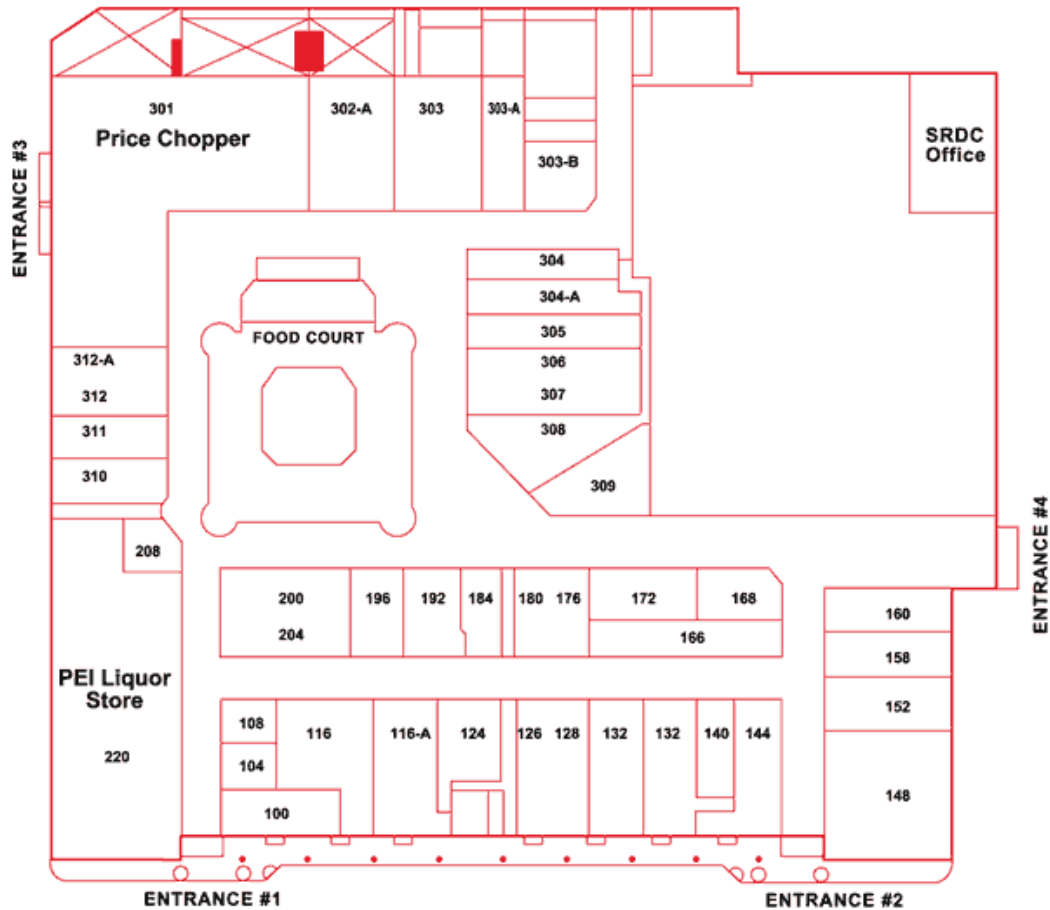 301
Price Chopper
302-A
303
303-A
303-B
SRDC
Office
ENTRANCE #3
304
304-A
305
306
307
308
309
FOOD COURT
312-A
312
311
310
208
ENTRANCE #4
200
204
196
192
184
180
176
172
168
166
160
158
152
148
PEI Liquor
Store
220
108
104
100
116
116-A
124
126
128
132
132
140
144
ENTRANCE #1
ENTRANCE #2